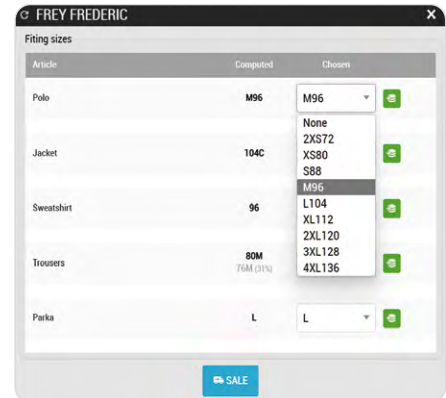 FREY FREDERIC
Fiting sizes
Article Computed Chosen
Polo M96 M96
None
2XS72
XS80
S88
M96
L104
XL112
2XL120
3XL128
4XL136
Jacket 104C
Sweatshirt 96
Trousers 80M
76M (31%)
Parka L L
SALE